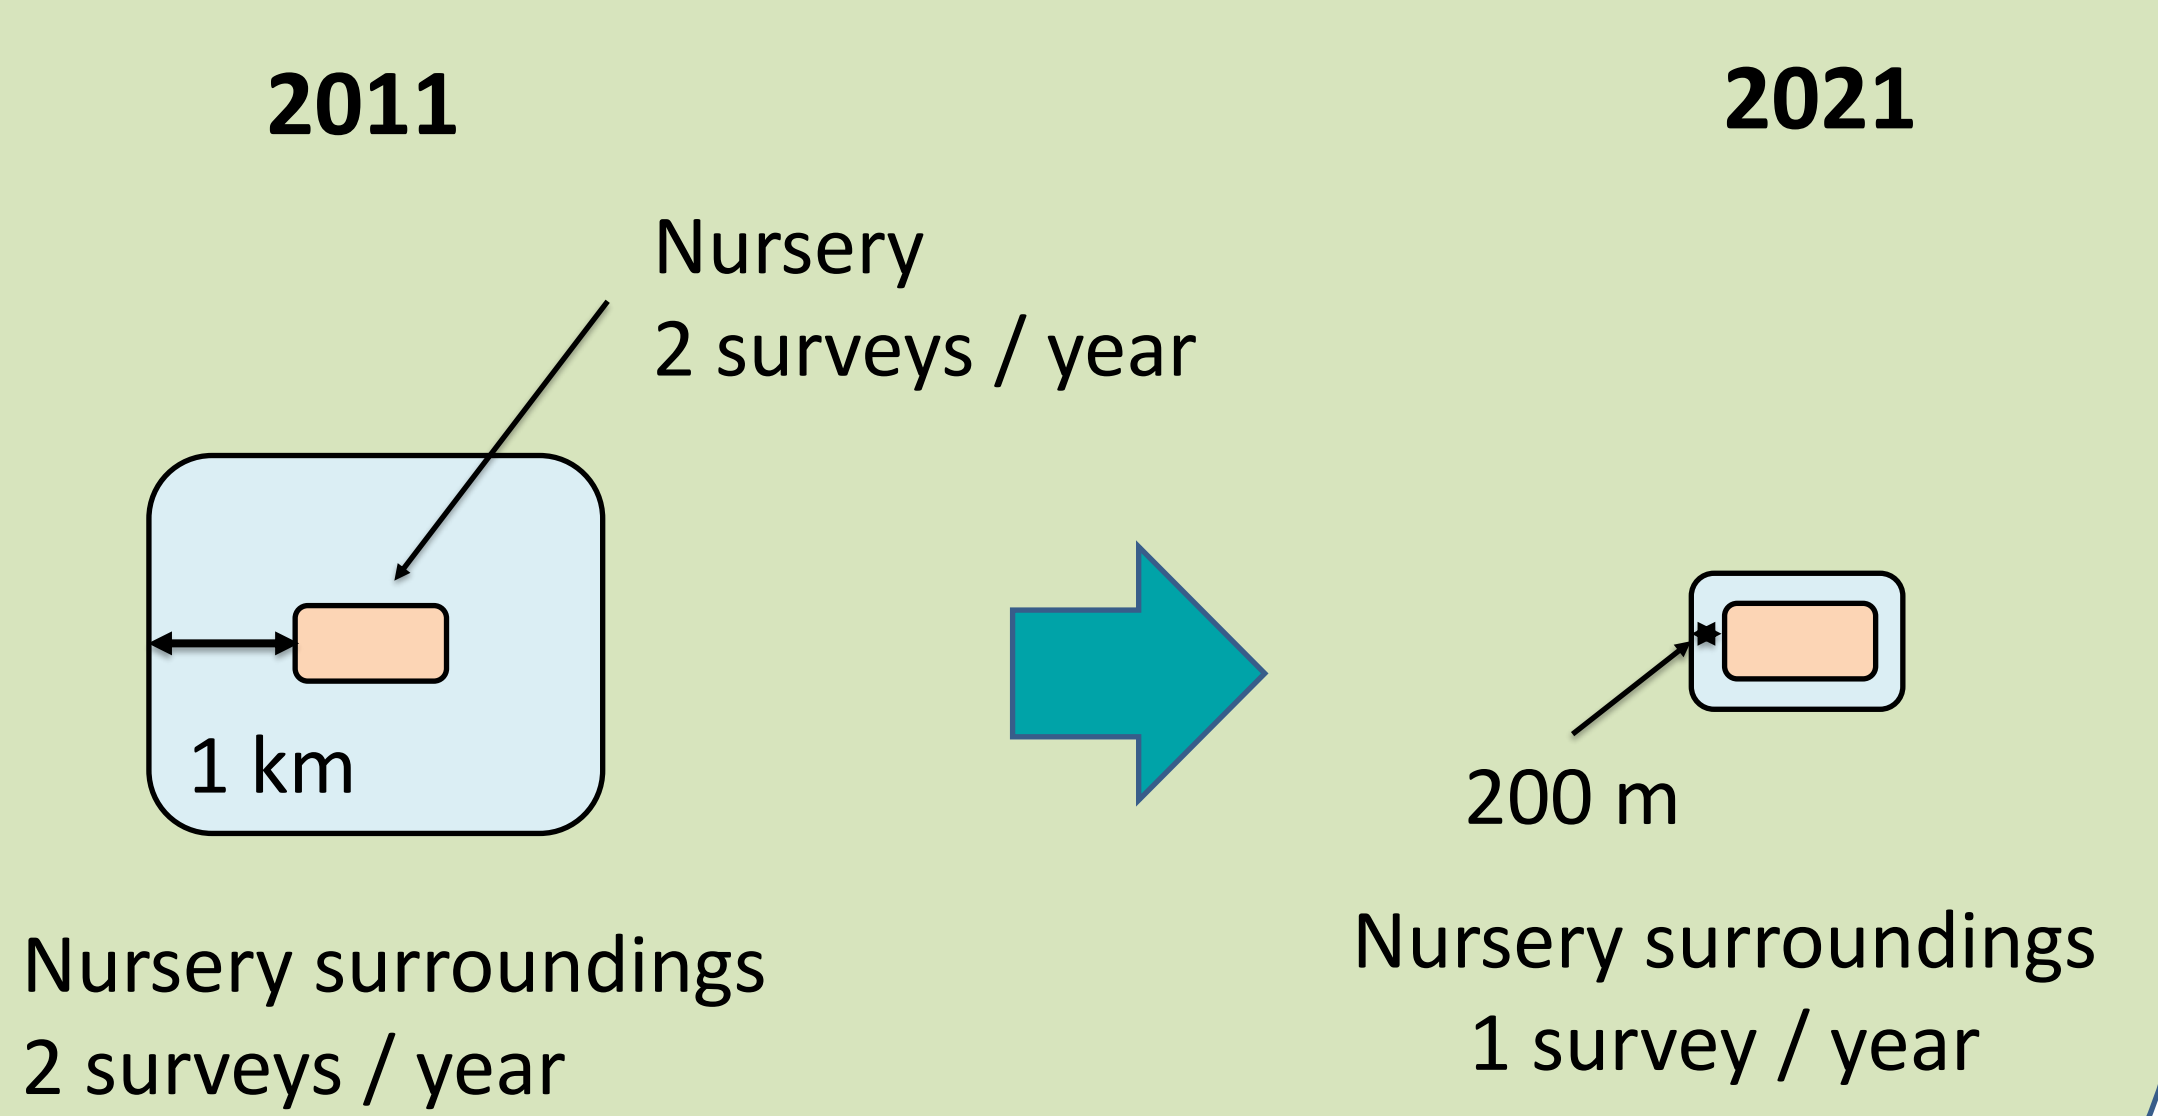 2011
Nursery
2 surveys / year
1 km
Nursery surroundings
2 surveys / year
2021
200 m
Nursery surroundings
1 survey / year